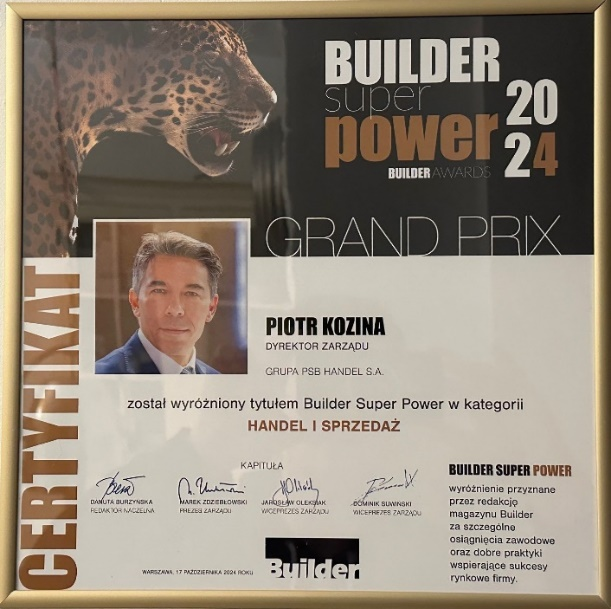 BUILDER
super
power
2024
BUILDER AWARDS
GRAND PRIX
CERTYFIKAT
PIOTR KOZINA
DYREKTOR ZARZĄDU
GRUPA PSB HANDEL S.A.
został wyróżniony tytułem Builder Super Power w kategorii
HANDEL I SPRZEDAŻ
KAPITUŁA
DANUTA BURZYŃSKA
REDAKTOR NACZELNA
MAREK ZDZIEBŁOWSKI
PREZES ZARZĄDU
JAROSŁAW OLEKSIAK
WICEPREZES ZARZĄDU
DOMINIK SUWIŃSKI
WICEPREZES ZARZĄDU
BUILDER SUPER POWER
wyróżnienie przyznane
przez redakcję
magazynu Builder
za szczególne
osiągnięcia zawodowe
oraz dobre praktyki
wspierające sukcesy
rynkowe firmy.
WARSZAWA, 17 PAŹDZIERNIKA 2024 ROKU
Builder